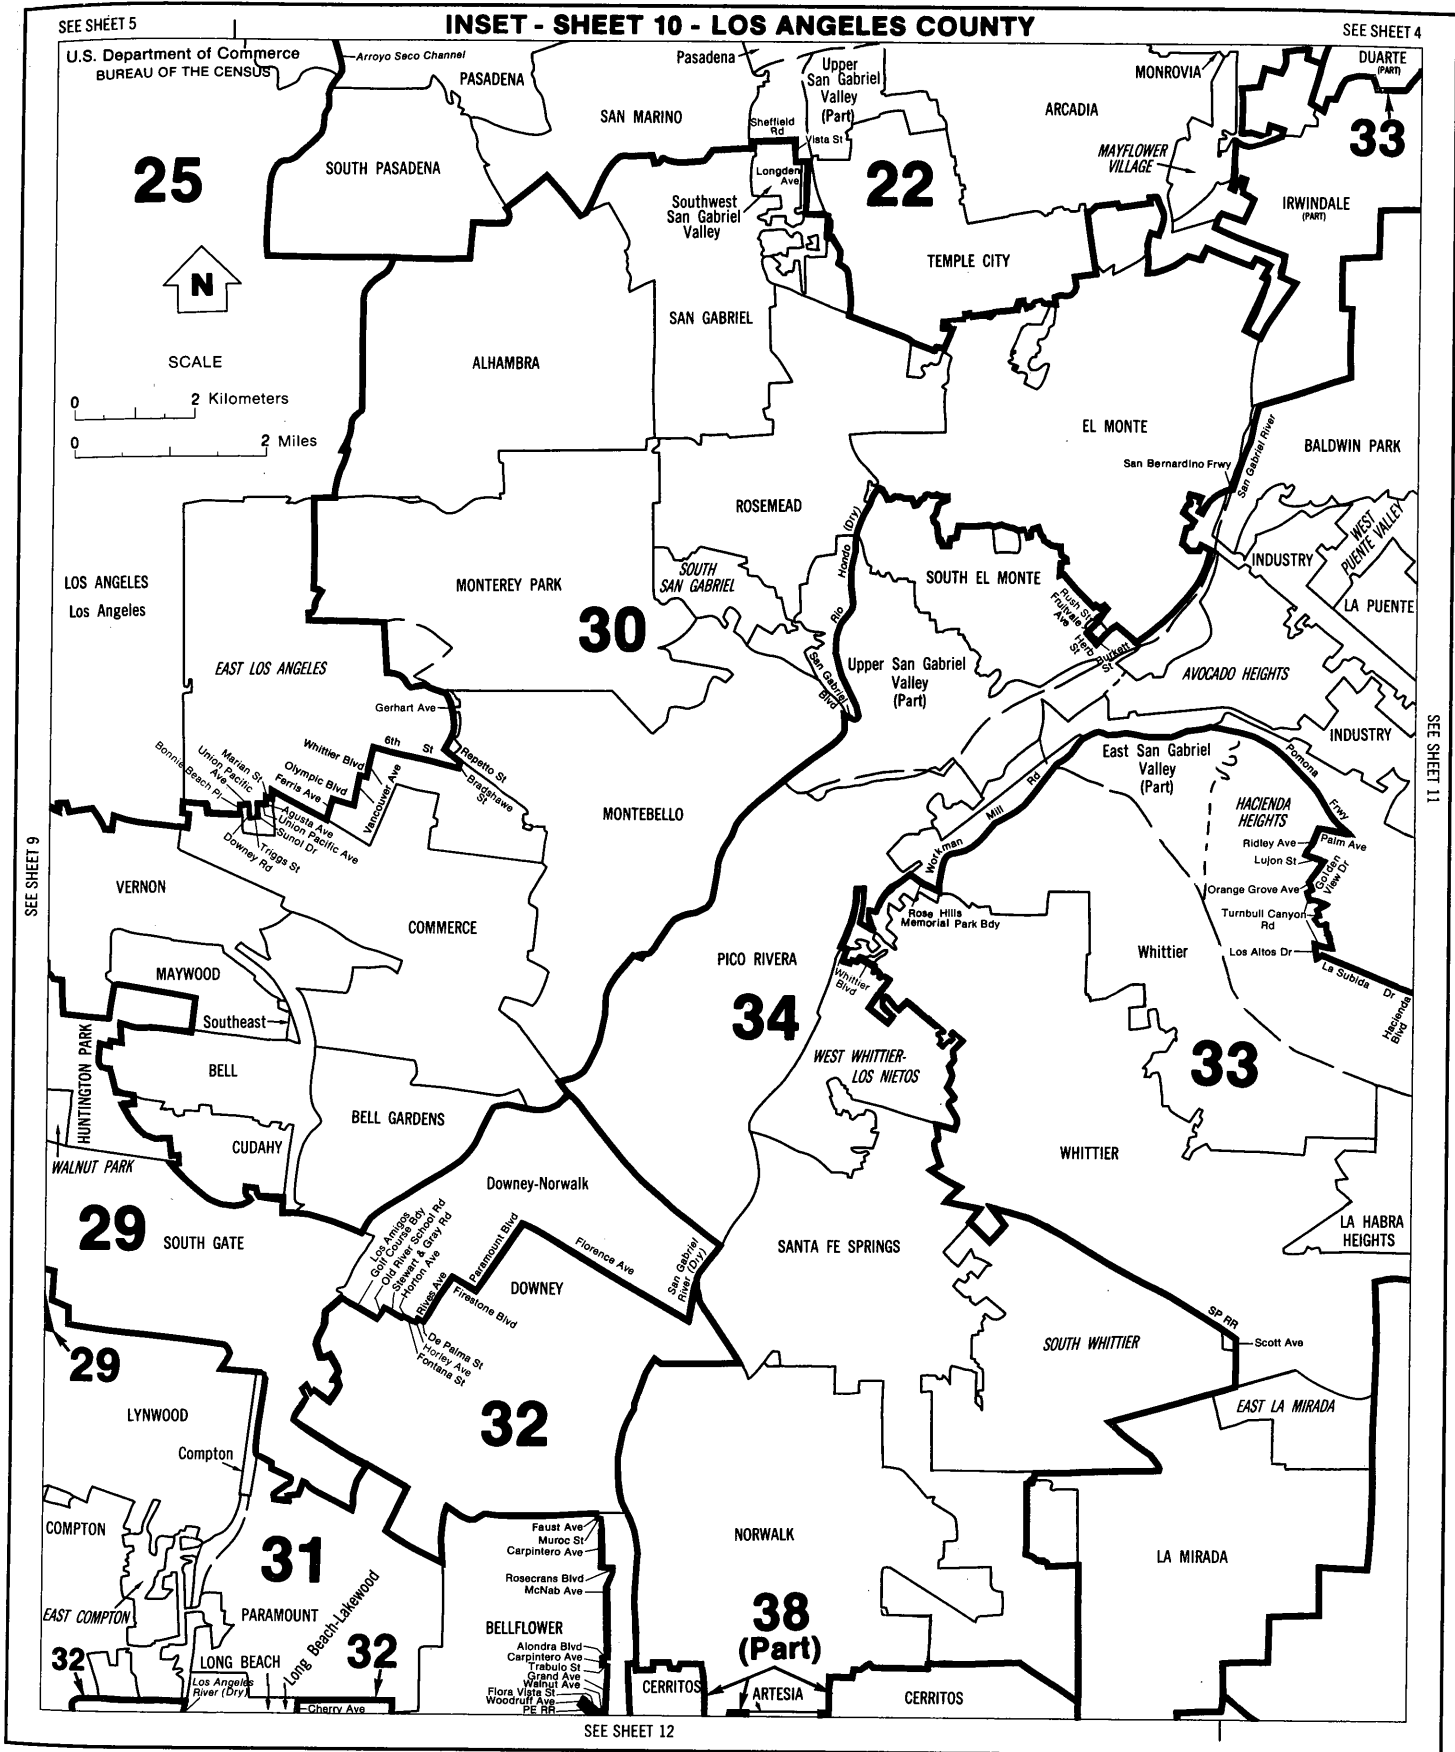 SEE SHEET 5
INSET - SHEET 10 - LOS ANGELES COUNTY
SEE SHEET 4
U.S. Department of Commerce
BUREAU OF THE CENSUS
Arroyo Seco Channel
PASADENA
Pasadena
Upper
San Gabriel
Valley
(Part)
MONROVIA
DUARTE
(PART)
33
SAN MARINO
ARCADIA
Sheffield
Rd
Vista St
MAYFLOWER
VILLAGE
25
SOUTH PASADENA
Longden
Ave
22
Southwest
San Gabriel
Valley
IRWINDALE
(PART)
N
TEMPLE CITY
SAN GABRIEL
SCALE
ALHAMBRA
0
2 Kilometers
0
2 Miles
EL MONTE
San Bernardino Frwy
San Gabriel River
BALDWIN PARK
ROSEMEAD
Rio
Hondo
(Dry)
WEST
PUENTE VALLEY
INDUSTRY
LOS ANGELES
Los Angeles
MONTEREY PARK
SOUTH
SAN GABRIEL
SOUTH EL MONTE
LA PUENTE
30
Rush St
Fruitvale
Ave
Herb
St
Burkett
EAST LOS ANGELES
San Gabriel
Blvd
Upper San Gabriel
Valley
(Part)
AVOCADO HEIGHTS
Gerhart Ave
INDUSTRY
SEE SHEET 11
6th St
Repetto St
Bradshawe
St
Whittier Blvd
Vancouver Ave
Olympic Blvd
Ferris Ave
Marian St
Union Pacific
Ave
Bonnie Beach Pl
Agusta Ave
Union Pacific Ave
Sunol Dr
Triggs St
Downey Rd
East San Gabriel
Valley
(Part)
Pomona
Frwy
Workman
Mill
Rd
MONTEBELLO
HACIENDA
HEIGHTS
Ridley Ave
Palm Ave
Lujon St
Golden
View Dr
Orange Grove Ave
Turnbull Canyon
Rd
Los Altos Dr
La Subida Dr
Hacienda
Blvd
SEE SHEET 9
VERNON
COMMERCE
Rose Hills
Memorial Park Bdy
Whittier
MAYWOOD
PICO RIVERA
Whittier
Blvd
34
Southeast
HUNTINGTON PARK
BELL
WEST WHITTIER-
LOS NIETOS
33
BELL GARDENS
CUDAHY
WALNUT PARK
WHITTIER
Downey-Norwalk
29
SOUTH GATE
LA HABRA
HEIGHTS
Los Amigos
Golf Course Bdy
Old River School Rd
Stewart & Gray Rd
Horton Ave
Rives Ave
Paramount Blvd
Firestone Blvd
Florence Ave
San Gabriel
River (Dry)
SANTA FE SPRINGS
DOWNEY
De Palma St
Horley Ave
Fontana St
SP RR
Scott Ave
SOUTH WHITTIER
29
EAST LA MIRADA
LYNWOOD
32
Compton
COMPTON
Faust Ave
Muroc St
Carpintero Ave
NORWALK
LA MIRADA
31
Rosecrans Blvd
McNab Ave
EAST COMPTON
PARAMOUNT
Long Beach-Lakewood
BELLFLOWER
38
(Part)
Alondra Blvd
Carpintero Ave
Trabulo St
Grand Ave
Walnut Ave
Flora Vista St
Woodruff Ave
PE RR
32
LONG BEACH
32
Los Angeles
River (Dry)
Cherry Ave
CERRITOS
ARTESIA
CERRITOS
SEE SHEET 12